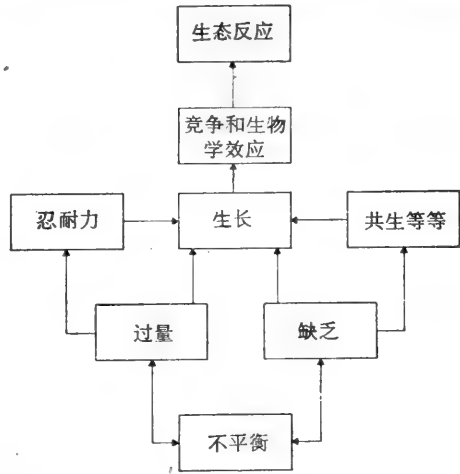 生态反应
竞争和生物
学效应
忍耐力
生长
共生等等
过量
缺乏
不平衡